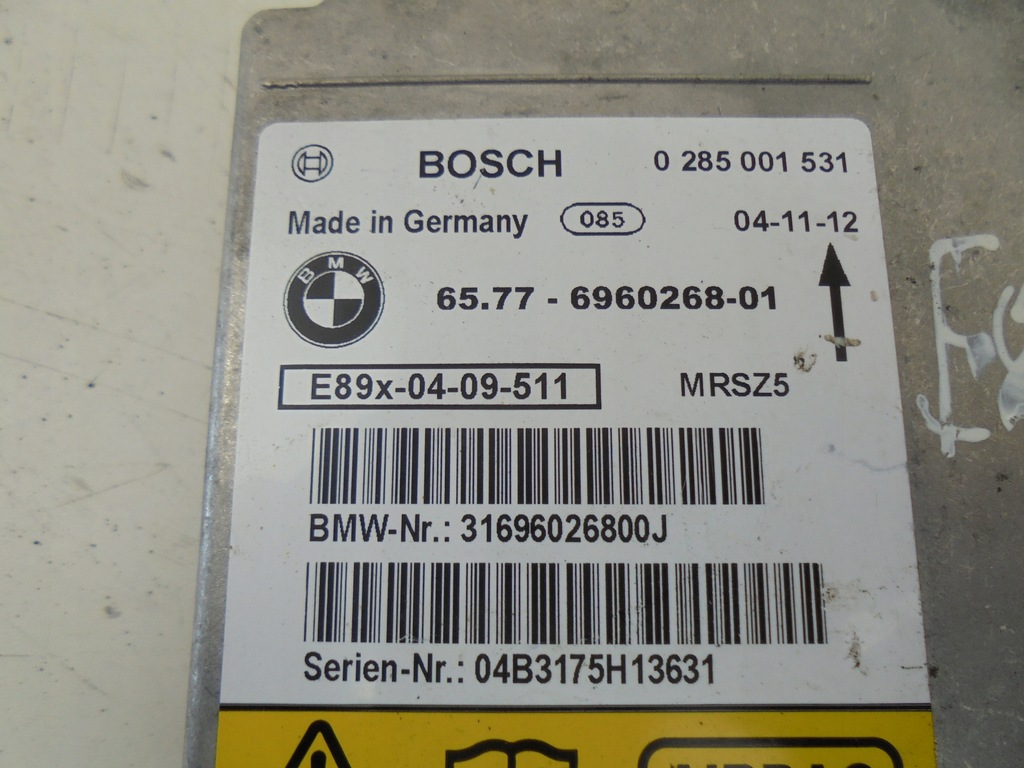 BOSCH 0 285 001 531
Made in Germany 085 04-11-12
BMW
65.77 - 6960268-01
E89x-04-09-511 MRSZ5
BMW-Nr.: 31696026800J
Serien-Nr.: 04B3175H13631